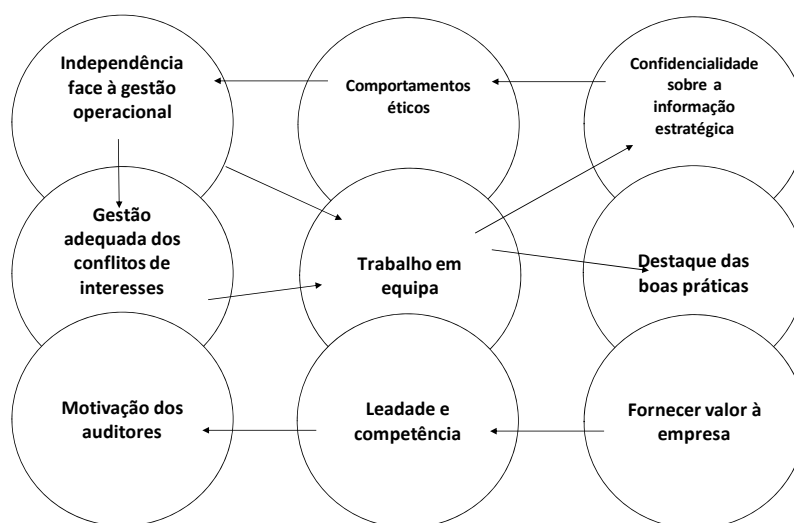 Independência
face à gestão
operacional
Comportamentos
éticos
Confidencialidade
sobre a
informação
estratégica
Gestão
adequada dos
conflitos de
interesses
Trabalho em
equipa
Destaque das
boas práticas
Motivação dos
auditores
Leadade e
competência
Fornecer valor à
empresa